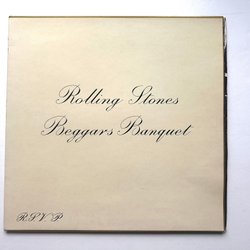 Rolling Stones
Beggars Banquet
R.S.V.P.